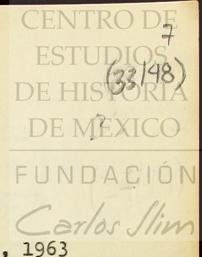 CENTRO DE
7
ESTUDIOS
(33/48)
DE HISTORIA
DE MÉXICO
FUNDACIÓN
Carlos Slim
, 1963